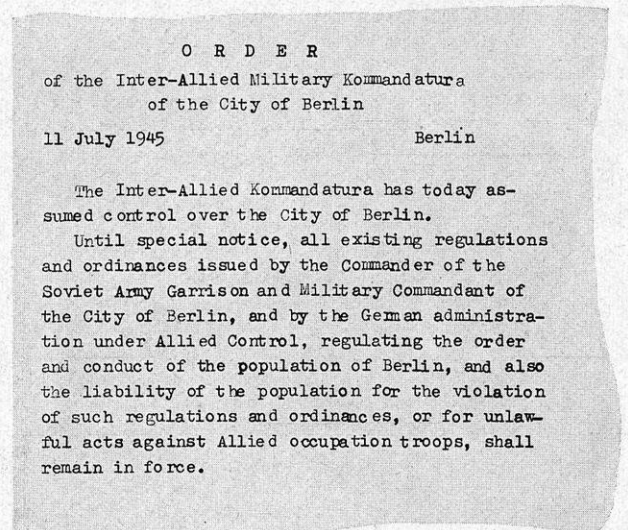 O R D E R
of the Inter-Allied Military Kommandatura
of the City of Berlin
11 July 1945 Berlin
The Inter-Allied Kommandatura has today as-
sumed control over the City of Berlin.
Until special notice, all existing regulations
and ordinances issued by the Commander of the
Soviet Army Garrison and Military Commandant of
the City of Berlin, and by the German administra-
tion under Allied Control, regulating the order
and conduct of the population of Berlin, and also
the liability of the population for the violation
of such regulations and ordinances, or for unlaw-
ful acts against Allied occupation troops, shall
remain in force.